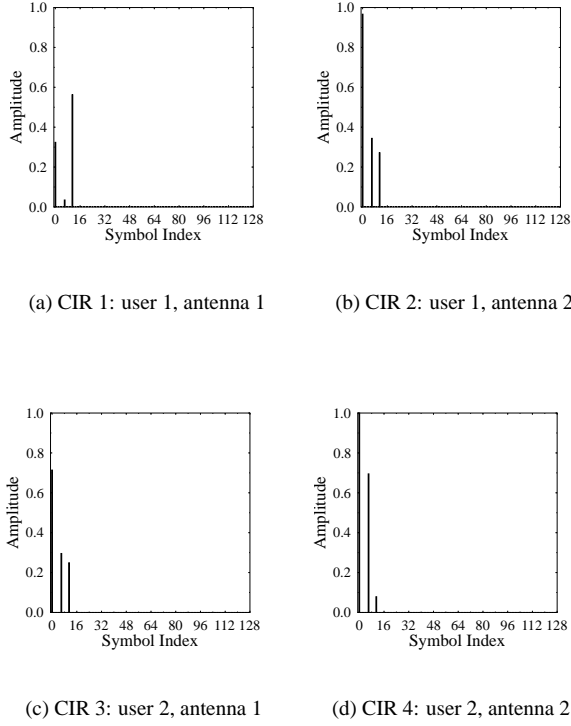 1.0
0.8
0.6
0.4
0.2
0.0
Amplitude
0 16 32 48 64 80 96 112 128
Symbol Index
(a) CIR 1: user 1, antenna 1
1.0
0.8
0.6
0.4
0.2
0.0
Amplitude
0 16 32 48 64 80 96 112 128
Symbol Index
(b) CIR 2: user 1, antenna 2
1.0
0.8
0.6
0.4
0.2
0.0
Amplitude
0 16 32 48 64 80 96 112 128
Symbol Index
(c) CIR 3: user 2, antenna 1
1.0
0.8
0.6
0.4
0.2
0.0
Amplitude
0 16 32 48 64 80 96 112 128
Symbol Index
(d) CIR 4: user 2, antenna 2